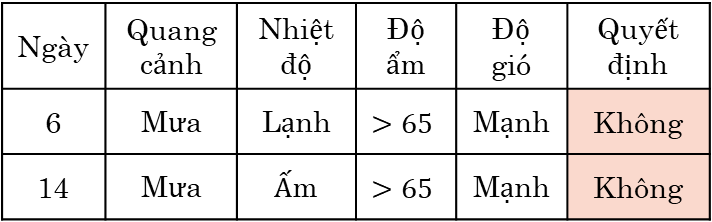 Ngày Quang cảnh Nhiệt độ Độ ẩm Độ gió Quyết định
6 Mưa Lạnh > 65 Mạnh Không
14 Mưa Ấm > 65 Mạnh Không